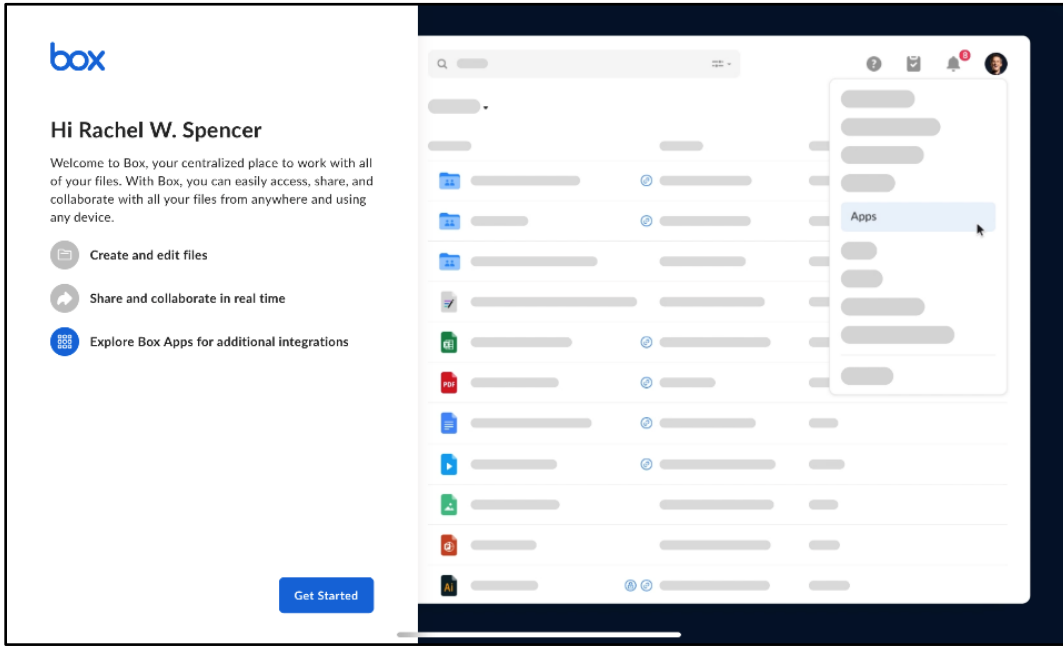 box
Hi Rachel W. Spencer
Welcome to Box, your centralized place to work with all
of your files. With Box, you can easily access, share, and
collaborate with all your files from anywhere and using
any device.
Create and edit files
Share and collaborate in real time
Explore Box Apps for additional integrations
Get Started
8
Apps
PDF
Ai